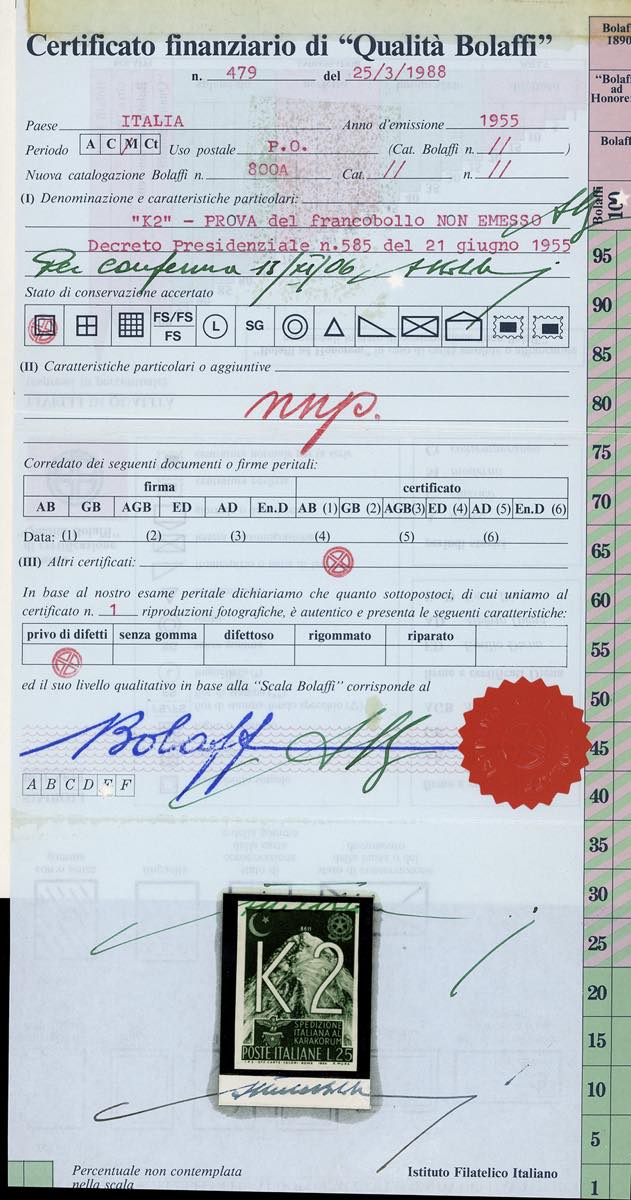 Certificato finanziario di “Qualità Bolaffi”
n. 479 del 25/3/1988
Paese ITALIA Anno d'emissione 1955
Periodo A C M Ct Uso postale P.O. (Cat. Bolaffi n. // )
Nuova catalogazione Bolaffi n. 800A Cat. // n. //
(I) Denominazione e caratteristiche particolari:
"K2" - PROVA del francobollo NON EMESSO
Decreto Presidenziale n.585 del 21 giugno 1955
Per conferma 13/XI/06
Stato di conservazione accertato
FS/FS FS L SG
(II) Caratteristiche particolari o aggiuntive
nnp.
Corredato dei seguenti documenti o firme peritali:
firma certificato
AB GB AGB ED AD En.D AB (1) GB (2) AGB(3) ED (4) AD (5) En.D (6)
Data: (1) (2) (3) (4) (5) (6)
(III) Altri certificati:
In base al nostro esame peritale dichiariamo che quanto sottopostoci, di cui uniamo al
certificato n. 1 riproduzioni fotografiche, è autentico e presenta le seguenti caratteristiche:
privo di difetti senza gomma difettoso rigommato riparato
ed il suo livello qualitativo in base alla “Scala Bolaffi” corrisponde al
Bolaffi
A B C D E F
K2
SPEDIZIONE
ITALIANA AL
KARAKORUM
POSTE ITALIANE L.25
Percentuale non contemplata
nella scala
Istituto Filatelico Italiano
Bolaf
1890
“Bolaf
ad
Honore
Bolaff
Bolaffi
100
95
90
85
80
75
70
65
60
55
50
45
40
35
30
25
20
15
10
5
1